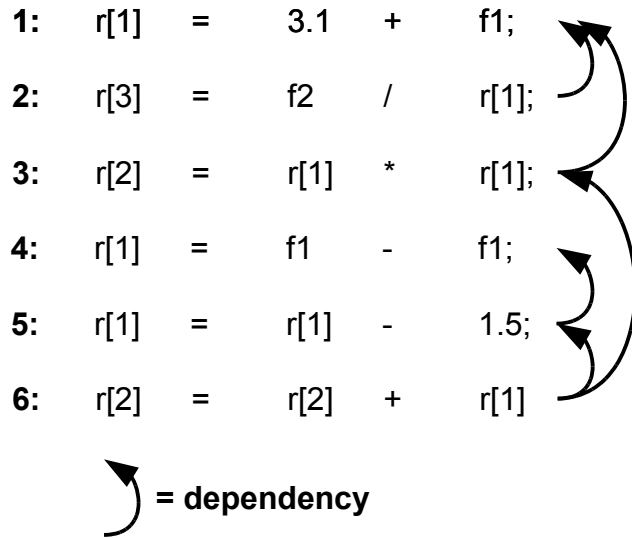 1: r[1] = 3.1 + f1;
2: r[3] = f2 / r[1];
3: r[2] = r[1] * r[1];
4: r[1] = f1 - f1;
5: r[1] = r[1] - 1.5;
6: r[2] = r[2] + r[1]
= dependency